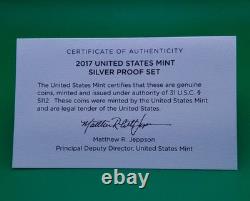 CERTIFICATE OF AUTHENTICITY
2017 UNITED STATES MINT
SILVER PROOF SET
The United States Mint certifies that these are genuine
coins, minted and issued under authority of 31 U.S.C. §
5112. These coins were minted by the United States Mint
and are legal tender of the United States.
Matthew R. Jeppson
Principal Deputy Director, United States Mint
062coins.com